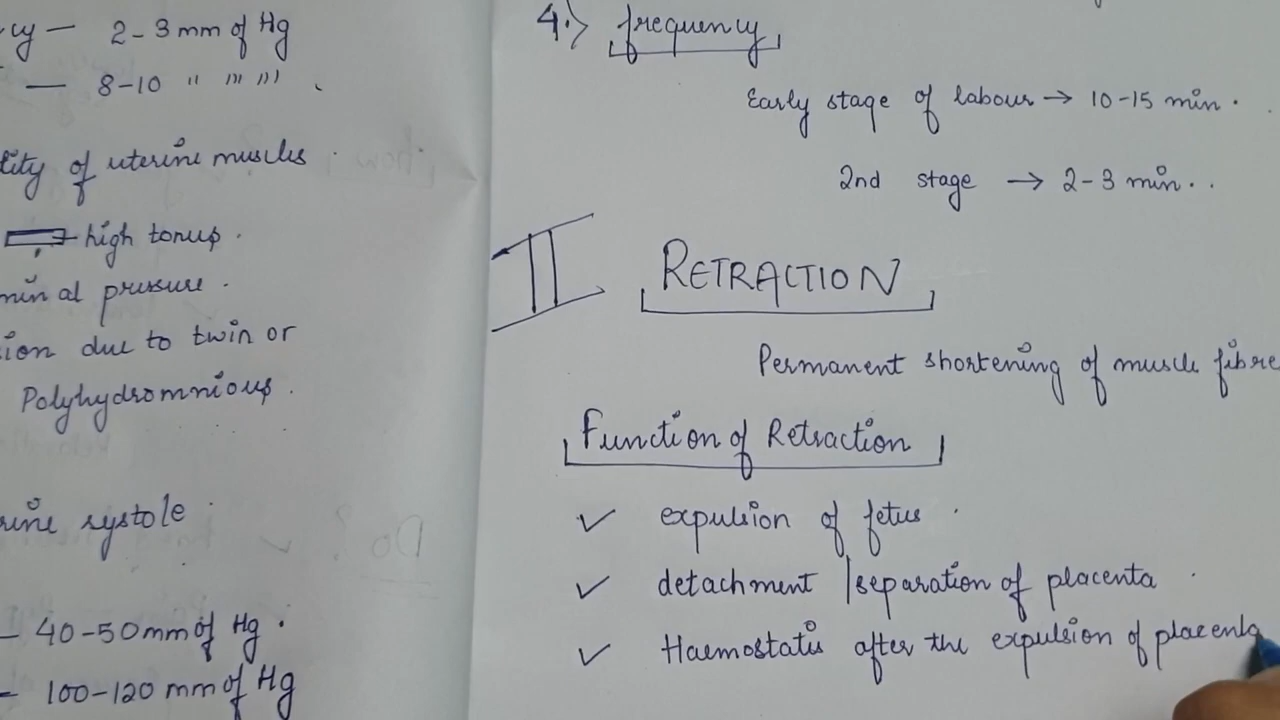 cy — 2-3 mm of Hg
— 8-10 " " "
lity of uterine muscles
high tonus.
minal pressure.
ion due to twin or
Polyhydromnious.
rine systole
- 40-50 mm of Hg.
- 100-120 mm of Hg
4.) frequency
Early stage of labour → 10-15 min.
2nd stage → 2-3 min..
II RETRACTION
Permanent shortening of muscle fibre
Function of Retraction
✓ expulsion of fetus.
✓ detachment/separation of placenta.
✓ Haemostatis after the expulsion of placenta